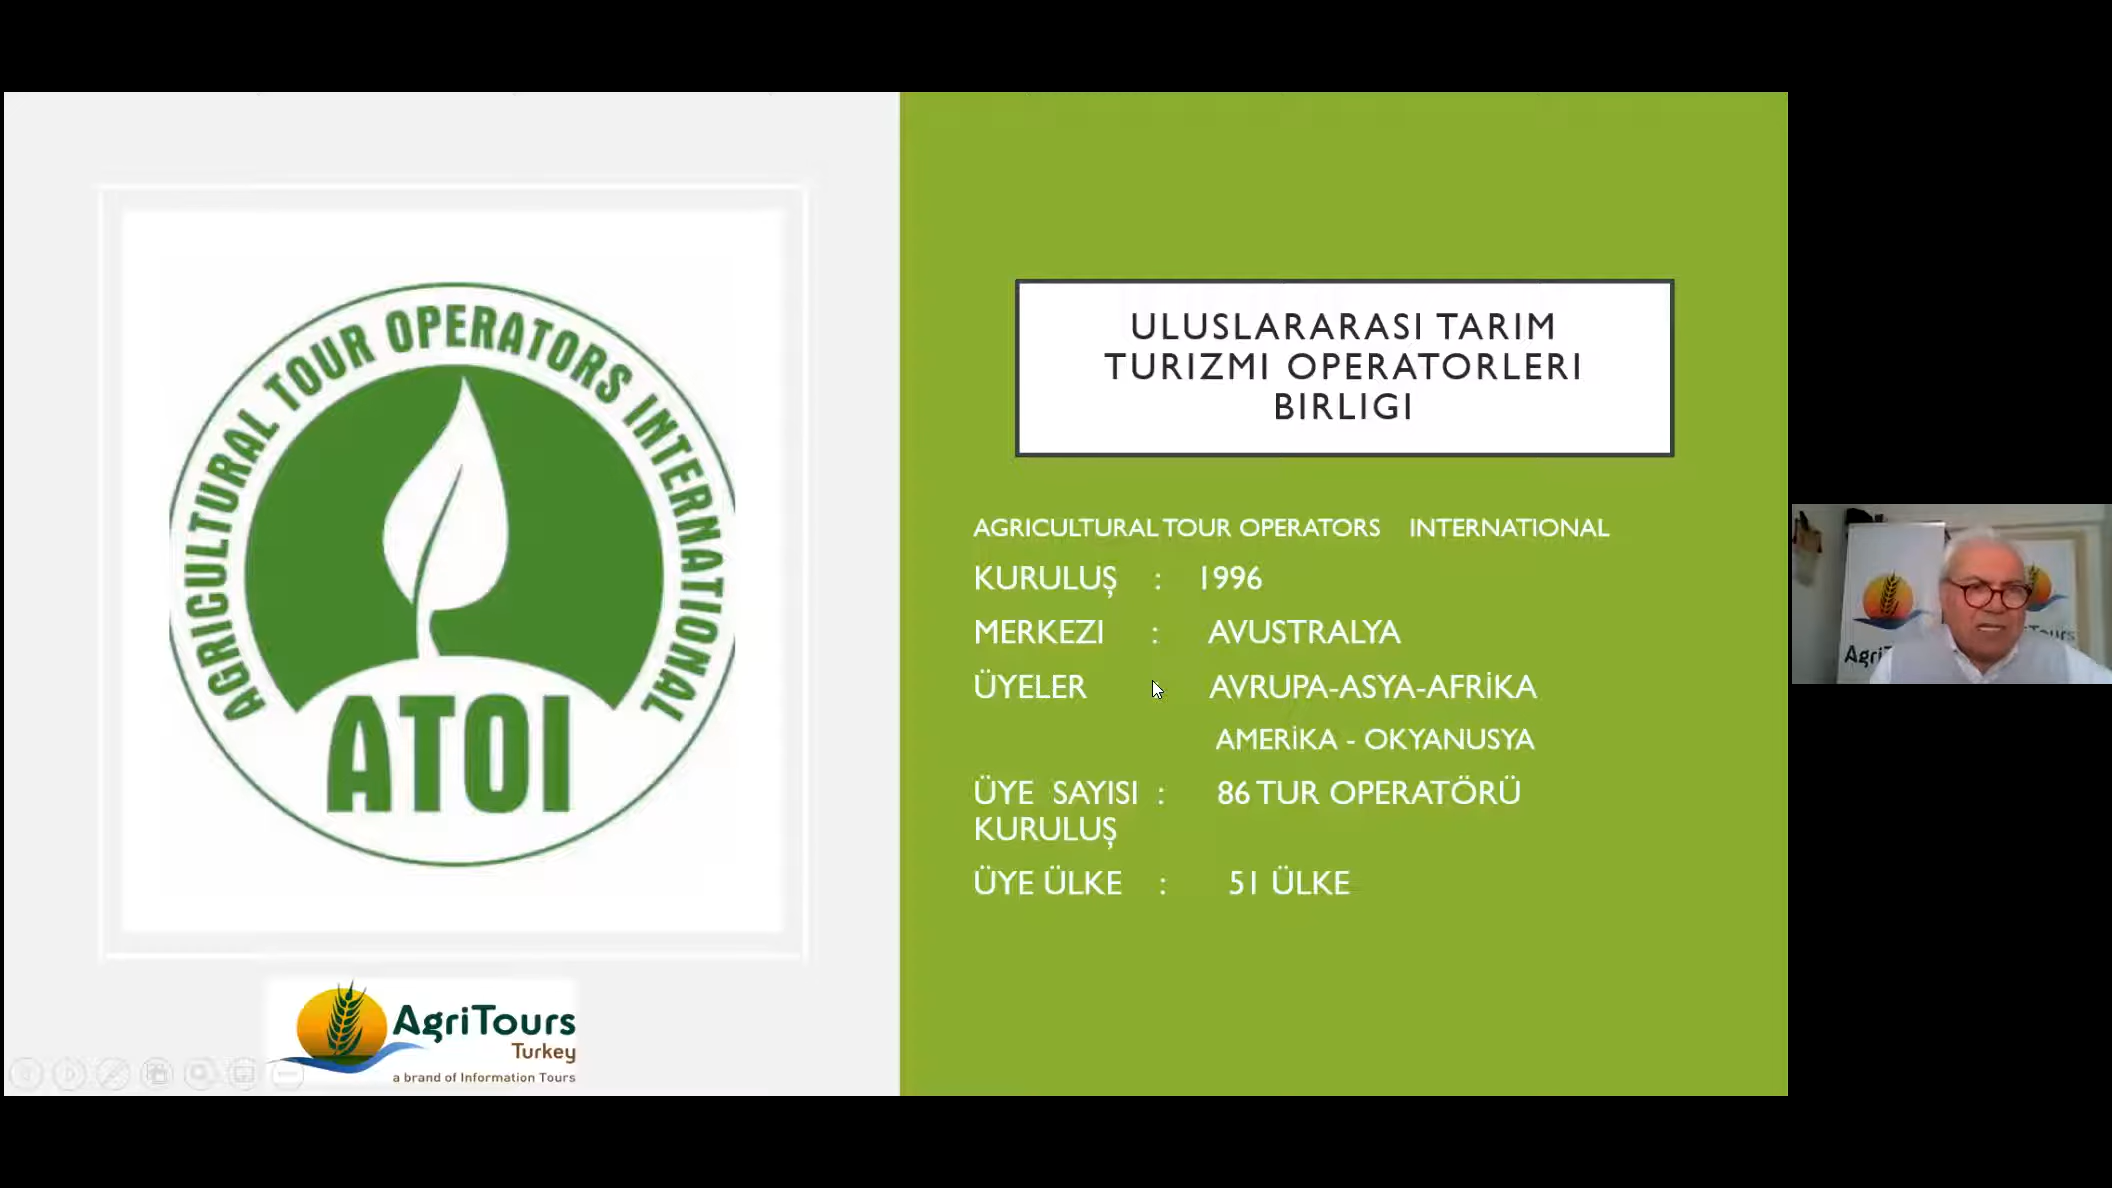 AGRICULTURAL TOUR OPERATORS INTERNATIONAL
ATOI
AgriTours
Turkey
a brand of Information Tours
ULUSLARARASI TARIM
TURIZMI OPERATORLERI
BIRLIGI
AGRICULTURAL TOUR OPERATORS INTERNATIONAL
KURULUŞ : 1996
MERKEZI : AVUSTRALYA
ÜYELER AVRUPA-ASYA-AFRİKA
AMERİKA - OKYANUSYA
ÜYE SAYISI : 86 TUR OPERATÖRÜ
KURULUŞ
ÜYE ÜLKE : 51 ÜLKE